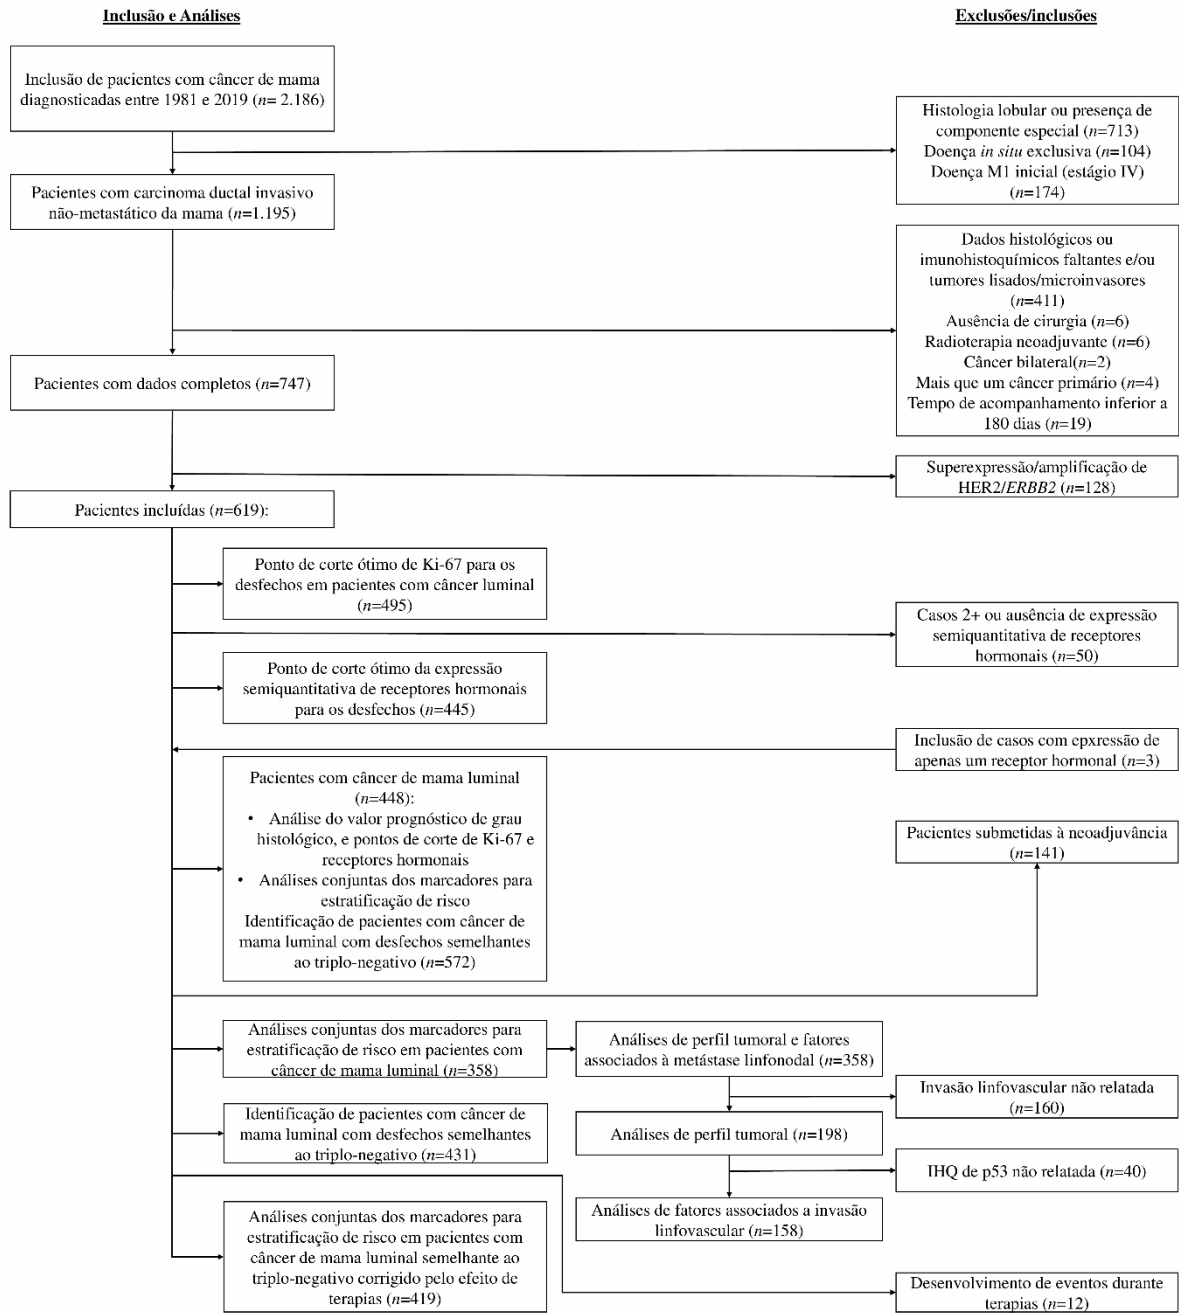 Inclusão e Análises
Exclusões/inclusões
Inclusão de pacientes com câncer de mama
diagnosticadas entre 1981 e 2019 (n= 2.186)
Histologia lobular ou presença de
componente especial (n=713)
Doença in situ exclusiva (n=104)
Doença M1 inicial (estágio IV)
(n=174)
Pacientes com carcinoma ductal invasivo
não-metastático da mama (n=1.195)
Dados histológicos ou
imunohistoquímicos faltantes e/ou
tumores lisados/microinvasores
(n=411)
Ausência de cirurgia (n=6)
Radioterapia neoadjuvante (n=6)
Câncer bilateral(n=2)
Mais que um câncer primário (n=4)
Tempo de acompanhamento inferior a
180 dias (n=19)
Pacientes com dados completos (n=747)
Superexpressão/amplificação de
HER2/ERBB2 (n=128)
Pacientes incluídas (n=619):
Ponto de corte ótimo de Ki-67 para os
desfechos em pacientes com câncer luminal
(n=495)
Casos 2+ ou ausência de expressão
semiquantitativa de receptores
hormonais (n=50)
Ponto de corte ótimo da expressão
semiquantitativa de receptores hormonais
para os desfechos (n=445)
Inclusão de casos com epxressão de
apenas um receptor hormonal (n=3)
Pacientes com câncer de mama luminal
(n=448):
• Análise do valor prognóstico de grau
histológico, e pontos de corte de Ki-67 e
receptores hormonais
• Análises conjuntas dos marcadores para
estratificação de risco
Identificação de pacientes com câncer de
mama luminal com desfechos semelhantes
ao triplo-negativo (n=572)
Pacientes submetidas à neoadjuvância
(n=141)
Análises conjuntas dos marcadores para
estratificação de risco em pacientes com
câncer de mama luminal (n=358)
Análises de perfil tumoral e fatores
associados à metástase linfonodal (n=358)
Invasão linfovascular não relatada
(n=160)
Identificação de pacientes com câncer de
mama luminal com desfechos semelhantes
ao triplo-negativo (n=431)
Análises de perfil tumoral (n=198)
IHQ de p53 não relatada (n=40)
Análises de fatores associados a invasão
linfovascular (n=158)
Análises conjuntas dos marcadores para
estratificação de risco em pacientes com
câncer de mama luminal semelhante ao
triplo-negativo corrigido pelo efeito de
terapias (n=419)
Desenvolvimento de eventos durante
terapias (n=12)